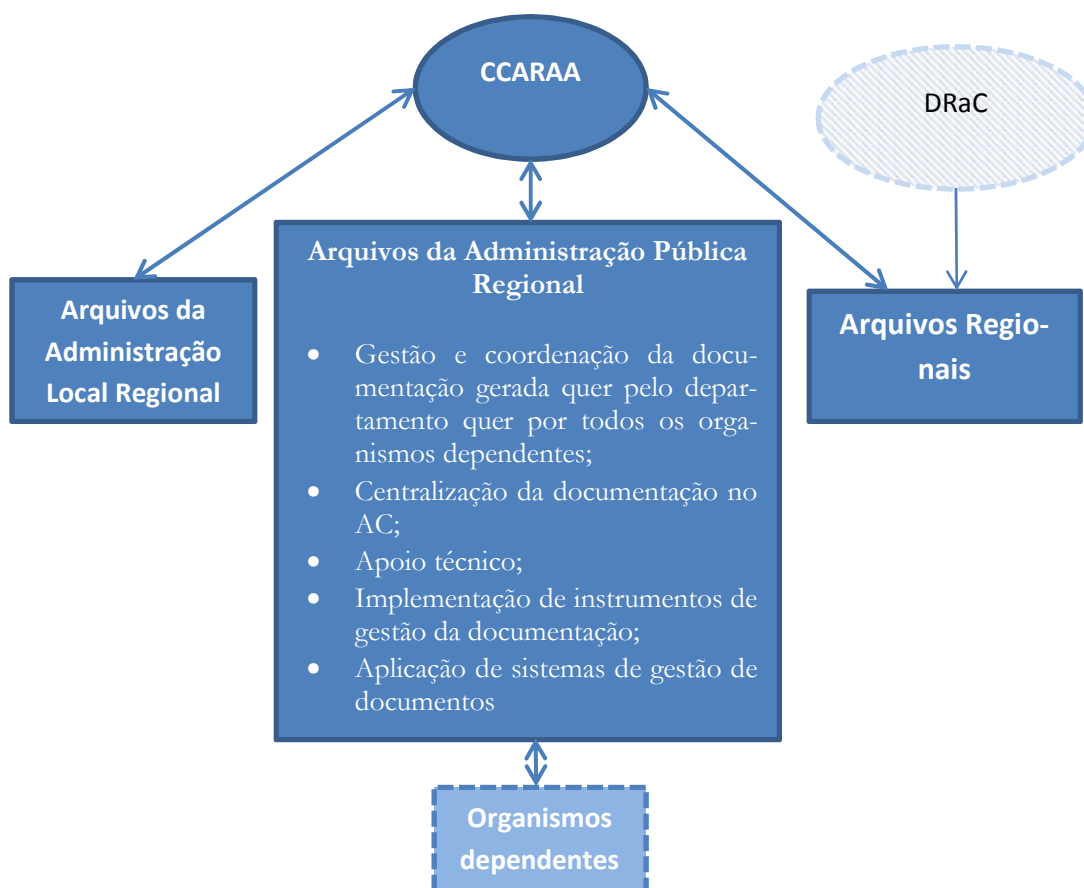 CCARAA
DRaC
Arquivos da Administração Pública
Regional
• Gestão e coordenação da docu-
mentação gerada quer pelo depar-
tamento quer por todos os orga-
nismos dependentes;
• Centralização da documentação no
AC;
• Apoio técnico;
• Implementação de instrumentos de
gestão da documentação;
• Aplicação de sistemas de gestão de
documentos
Arquivos da
Administração
Local Regional
Arquivos Regio-
nais
Organismos
dependentes